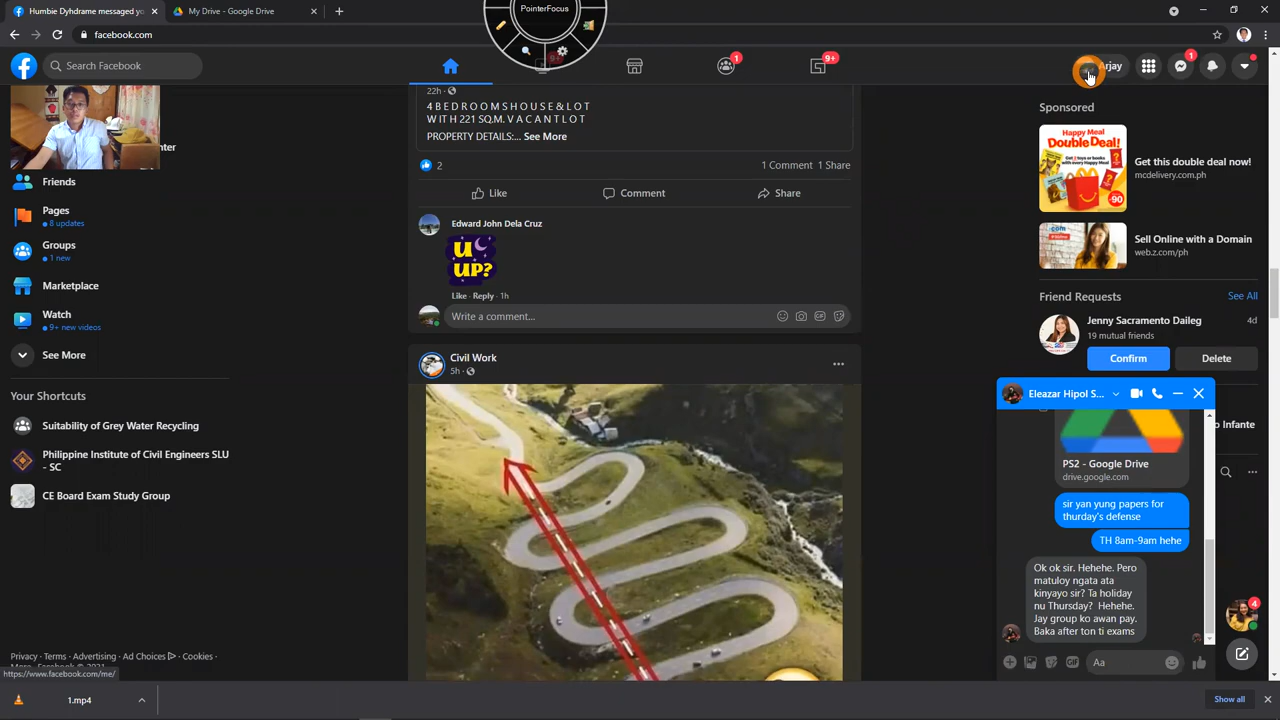 Humbie Dyhdrame messaged yo
My Drive - Google Drive
PointerFocus
facebook.com
Search Facebook
9+
1
9+
Arjay
1
22h
4 B E D R O O M S H O U S E & L O T
W I T H 221 SQ.M. V A C A N T L O T
PROPERTY DETAILS:... See More
2
1 Comment 1 Share
Like
Comment
Share
Edward John Dela Cruz
u
up?
Like · Reply · 1h
Write a comment...
Civil Work
5h
Friends
Pages
8 updates
Groups
1 new
Marketplace
Watch
9+ new videos
See More
Your Shortcuts
Suitability of Grey Water Recycling
Philippine Institute of Civil Engineers SLU
- SC
CE Board Exam Study Group
Privacy · Terms · Advertising · Ad Choices · Cookies ·
https://www.facebook.com/me/
Sponsored
Happy Meal
Double Deal!
90
Get this double deal now!
mcdelivery.com.ph
.com
Sell Online with a Domain
web.z.com/ph
Friend Requests
See All
Jenny Sacramento Daileg
4d
19 mutual friends
Confirm
Delete
Eleazar Hipol S...
PS2 - Google Drive
drive.google.com
sir yan yung papers for
thurday's defense
TH 8am-9am hehe
Ok ok sir. Hehehe. Pero
matuloy ngata ata
kinyayo sir? Ta holiday
nu Thursday? Hehehe.
Jay group ko awan pay.
Baka after ton ti exams
Aa
o Infante
4
1.mp4
Show all